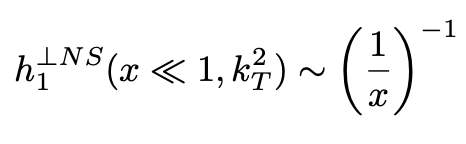 $h_1^{\perp NS}(x \ll 1, k_T^2) \sim \left(\frac{1}{x}\right)^{-1}$